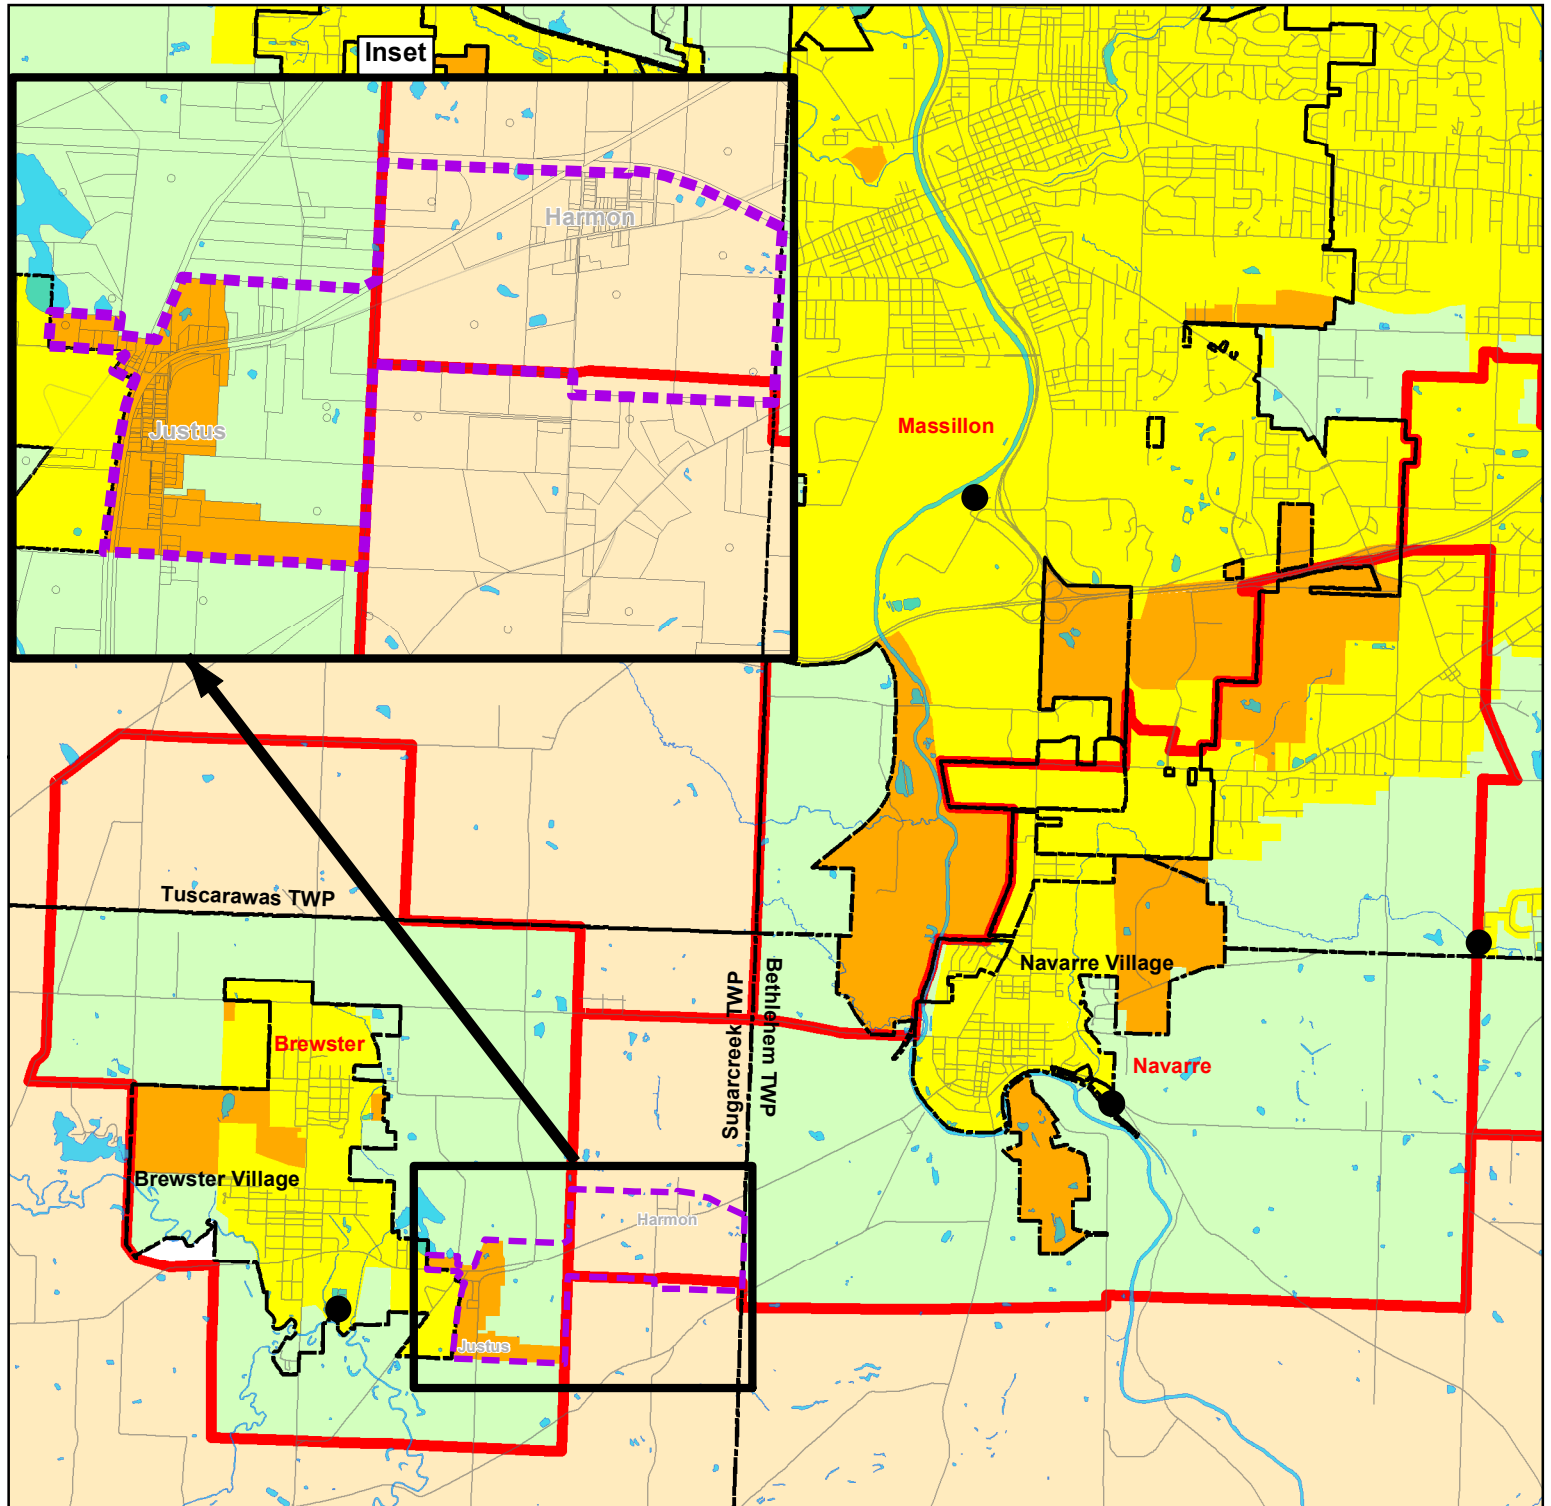 Inset
Harmon
Justus
Massillon
Tuscarawas TWP
Sugarcreek TWP
Bethlehem TWP
Navarre Village
Brewster
Navarre
Brewster Village
Harmon
Justus